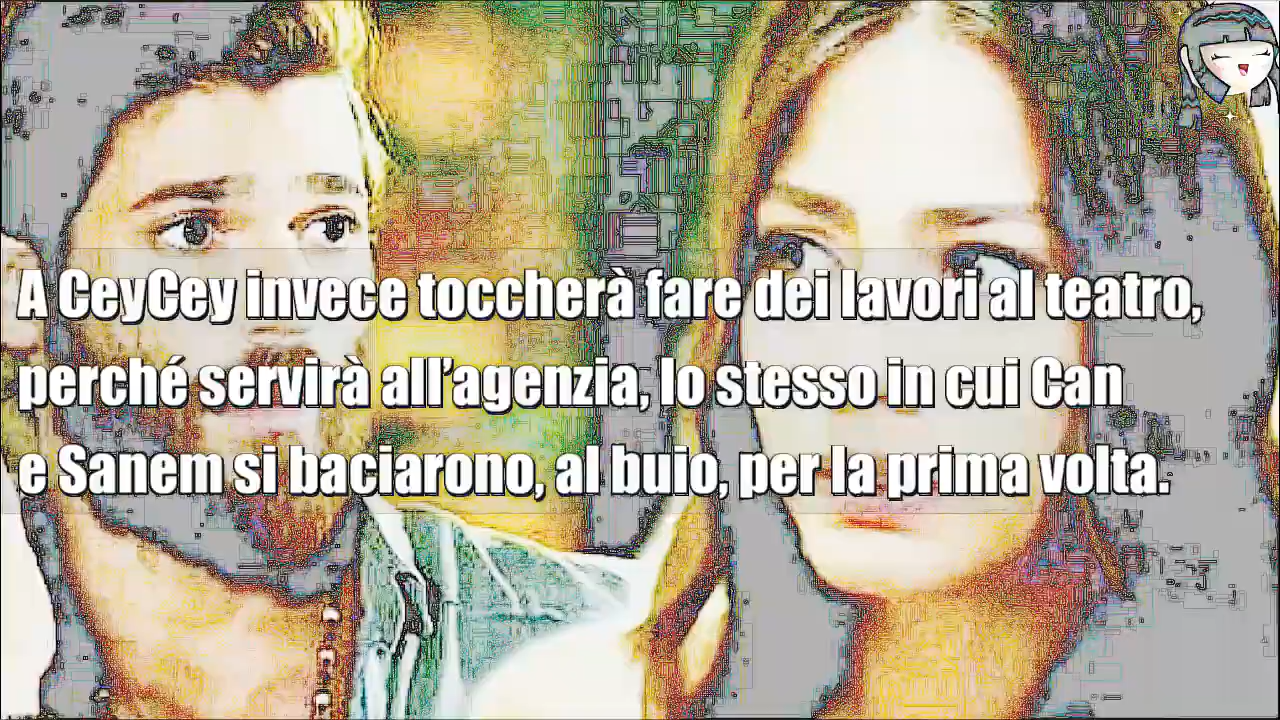 A CeyCey invece toccherà fare dei lavori al teatro,
perché servirà all’agenzia, lo stesso in cui Can
e Sanem si baciarono, al buio, per la prima volta.